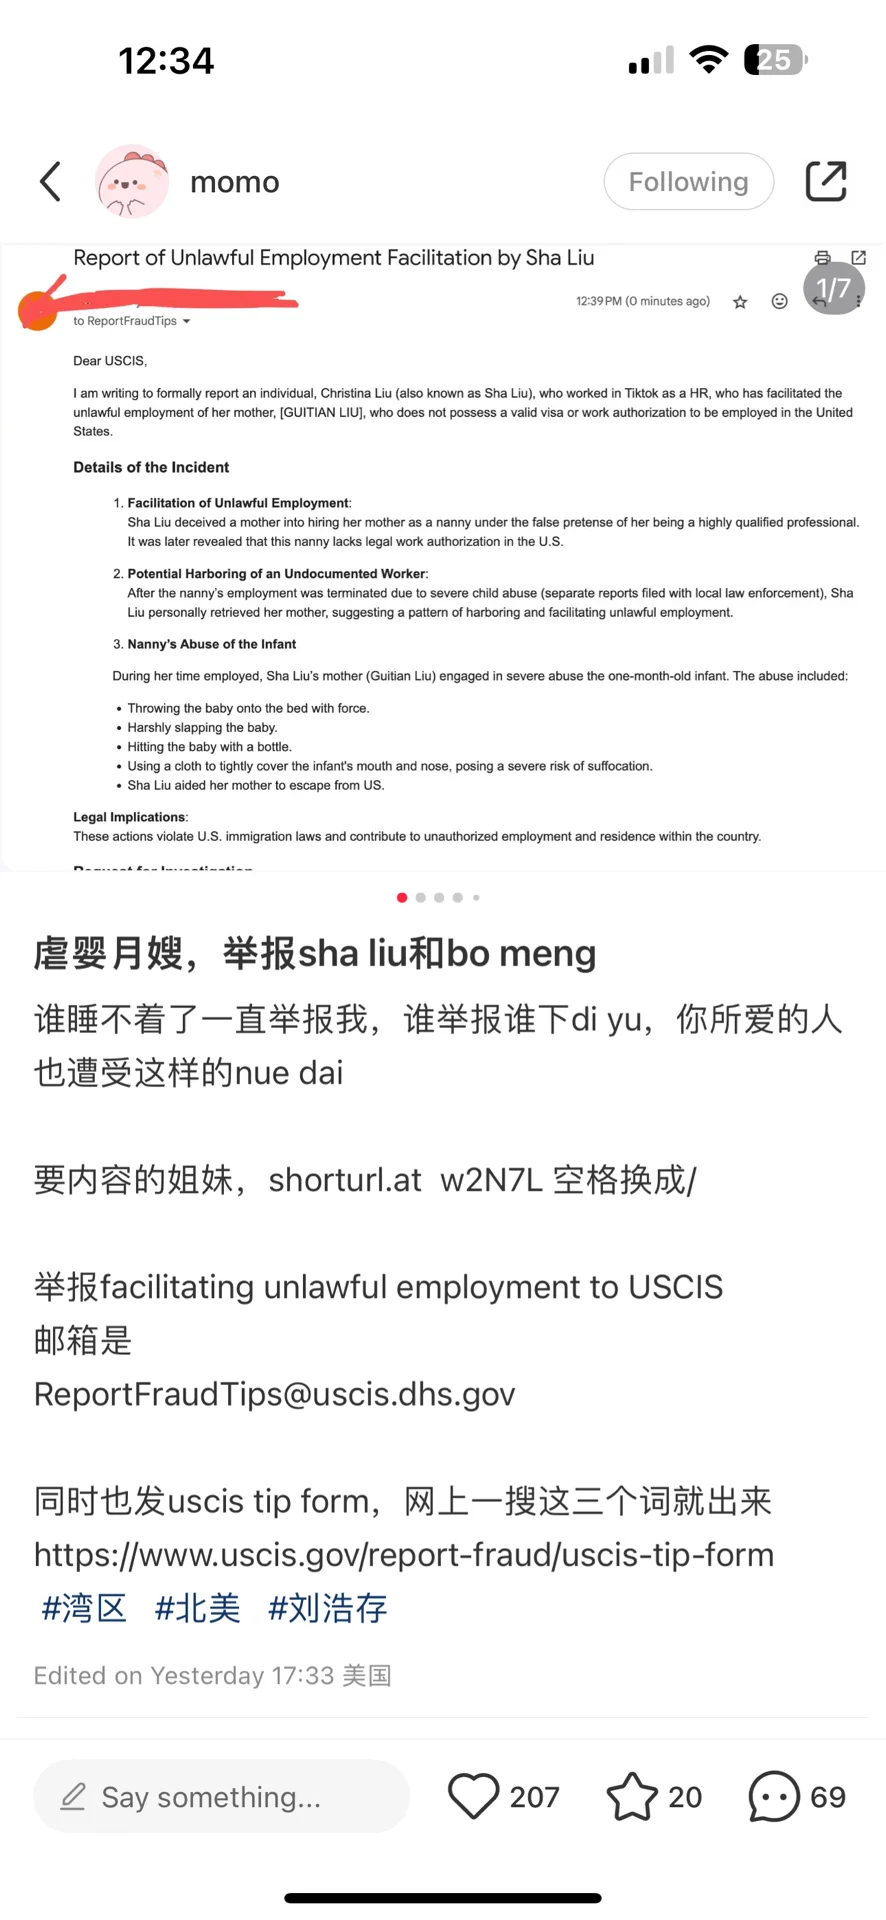 12:34
25
momo
Following
Report of Unlawful Employment Facilitation by Sha Liu
1/7
12:39 PM (0 minutes ago)
to ReportFraudTips
Dear USCIS,
I am writing to formally report an individual, Christina Liu (also known as Sha Liu), who worked in Tiktok as a HR, who has facilitated the
unlawful employment of her mother, [GUITIAN LIU], who does not possess a valid visa or work authorization to be employed in the United
States.
Details of the Incident
1. Facilitation of Unlawful Employment:
Sha Liu deceived a mother into hiring her mother as a nanny under the false pretense of her being a highly qualified professional.
It was later revealed that this nanny lacks legal work authorization in the U.S.
2. Potential Harboring of an Undocumented Worker:
After the nanny's employment was terminated due to severe child abuse (separate reports filed with local law enforcement), Sha
Liu personally retrieved her mother, suggesting a pattern of harboring and facilitating unlawful employment.
3. Nanny's Abuse of the Infant
During her time employed, Sha Liu's mother (Guitian Liu) engaged in severe abuse the one-month-old infant. The abuse included:
• Throwing the baby onto the bed with force.
• Harshly slapping the baby.
• Hitting the baby with a bottle.
• Using a cloth to tightly cover the infant's mouth and nose, posing a severe risk of suffocation.
• Sha Liu aided her mother to escape from US.
Legal Implications:
These actions violate U.S. immigration laws and contribute to unauthorized employment and residence within the country.
虐婴月嫂，举报sha liu和bo meng
谁睡不着了一直举报我，谁举报谁下di yu，你所爱的人
也遭受这样的nue dai
要内容的姐妹，shorturl.at  w2N7L 空格换成/
举报facilitating unlawful employment to USCIS
邮箱是
ReportFraudTips@uscis.dhs.gov
同时也发uscis tip form，网上一搜这三个词就出来
https://www.uscis.gov/report-fraud/uscis-tip-form
#湾区 #北美 #刘浩存
Edited on Yesterday 17:33 美国
Say something...
207
20
69